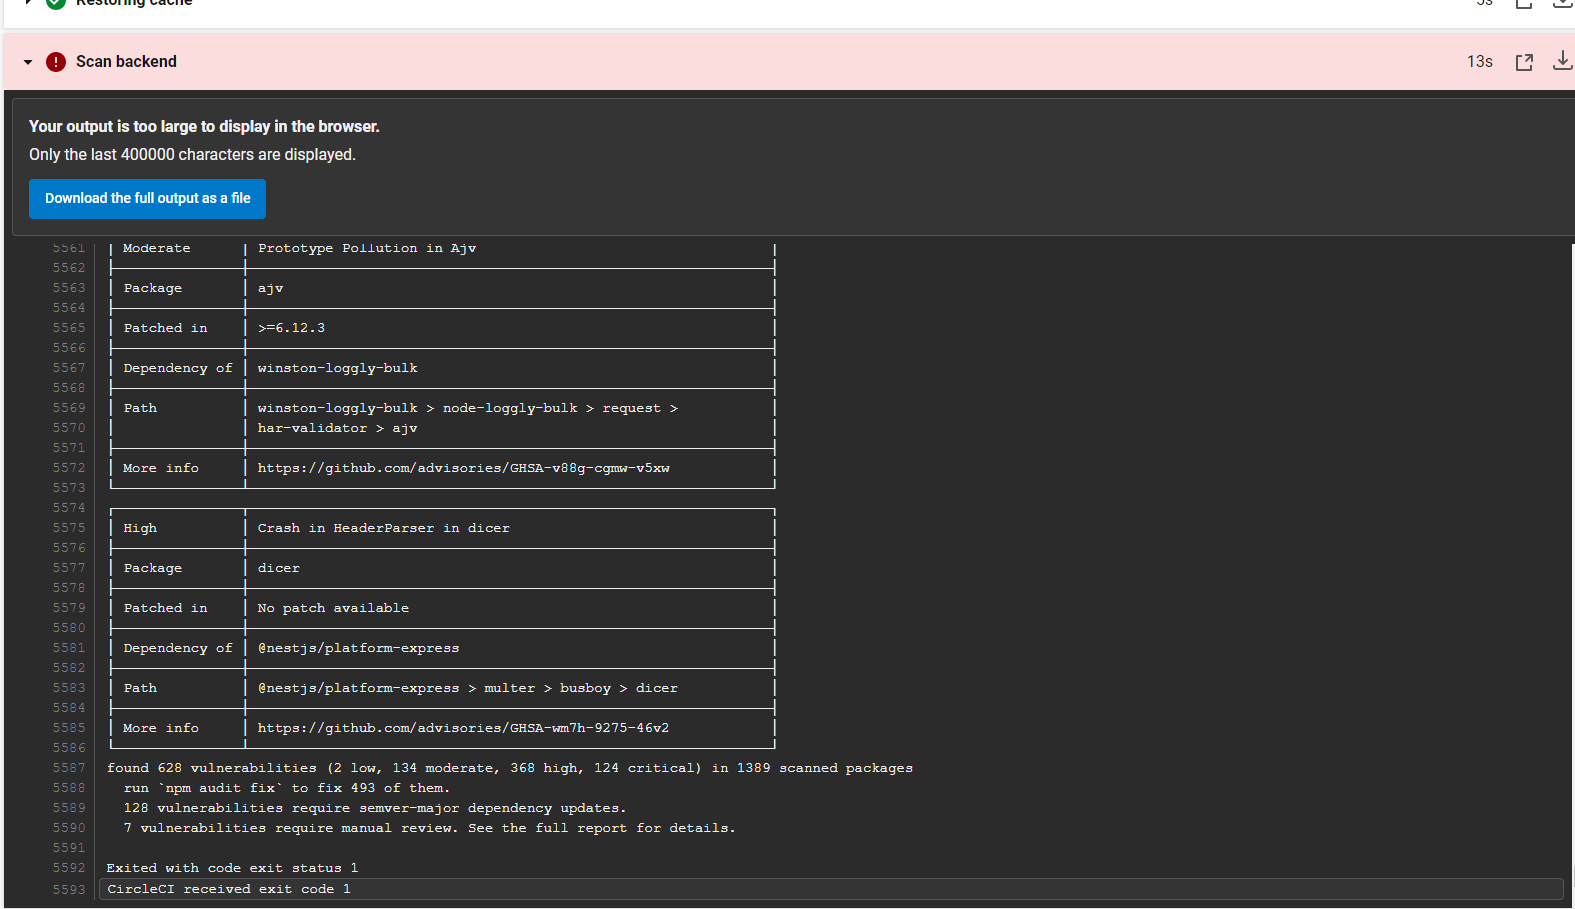 Restoring cache
5s
Scan backend
13s
Your output is too large to display in the browser.
Only the last 400000 characters are displayed.
Download the full output as a file
5561 | Moderate | Prototype Pollution in Ajv |
5562
5563 | Package | ajv |
5564
5565 | Patched in | >=6.12.3 |
5566
5567 | Dependency of | winston-loggly-bulk |
5568
5569 | Path | winston-loggly-bulk > node-loggly-bulk > request > |
5570 | | har-validator > ajv |
5571
5572 | More info | https://github.com/advisories/GHSA-v88g-cgmw-v5xw |
5573
5574
5575 | High | Crash in HeaderParser in dicer |
5576
5577 | Package | dicer |
5578
5579 | Patched in | No patch available |
5580
5581 | Dependency of | @nestjs/platform-express |
5582
5583 | Path | @nestjs/platform-express > multer > busboy > dicer |
5584
5585 | More info | https://github.com/advisories/GHSA-wm7h-9275-46v2 |
5586
5587 found 628 vulnerabilities (2 low, 134 moderate, 368 high, 124 critical) in 1389 scanned packages
5588 run `npm audit fix` to fix 493 of them.
5589 128 vulnerabilities require semver-major dependency updates.
5590 7 vulnerabilities require manual review. See the full report for details.
5591
5592 Exited with code exit status 1
5593 CircleCI received exit code 1